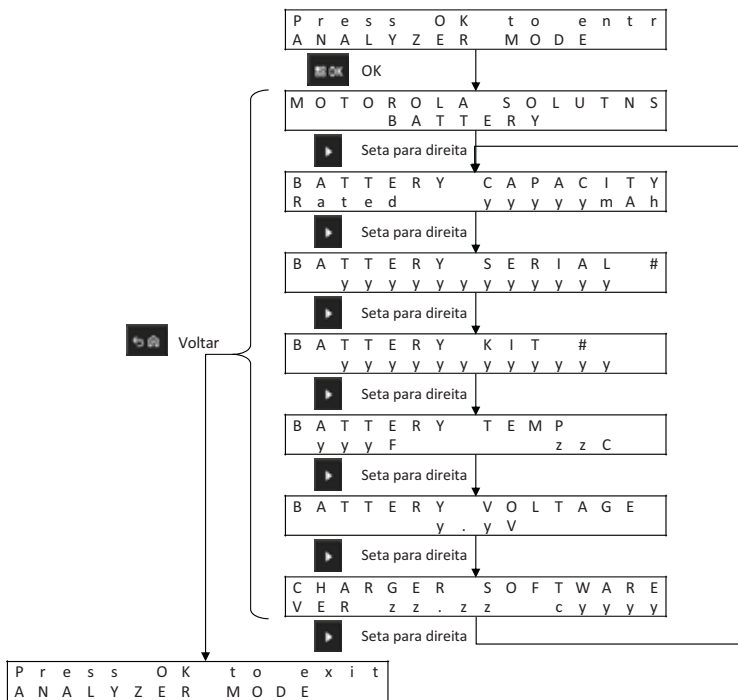 Press OK to entr
ANALYZER MODE
OK OK
MOTOROLA SOLUTNS
BATTERY
Seta para direita
BATTERY CAPACITY
Rated yyyyymAh
Seta para direita
BATTERY SERIAL #
yyyyyyyyyyyy
Seta para direita
Voltar
BATTERY KIT #
yyyyyyyyyyyy
Seta para direita
BATTERY TEMP
yyyF zzC
Seta para direita
BATTERY VOLTAGE
y.yV
Seta para direita
CHARGER SOFTWARE
VER zz.zz cyyyy
Seta para direita
Press OK to exit
ANALYZER MODE